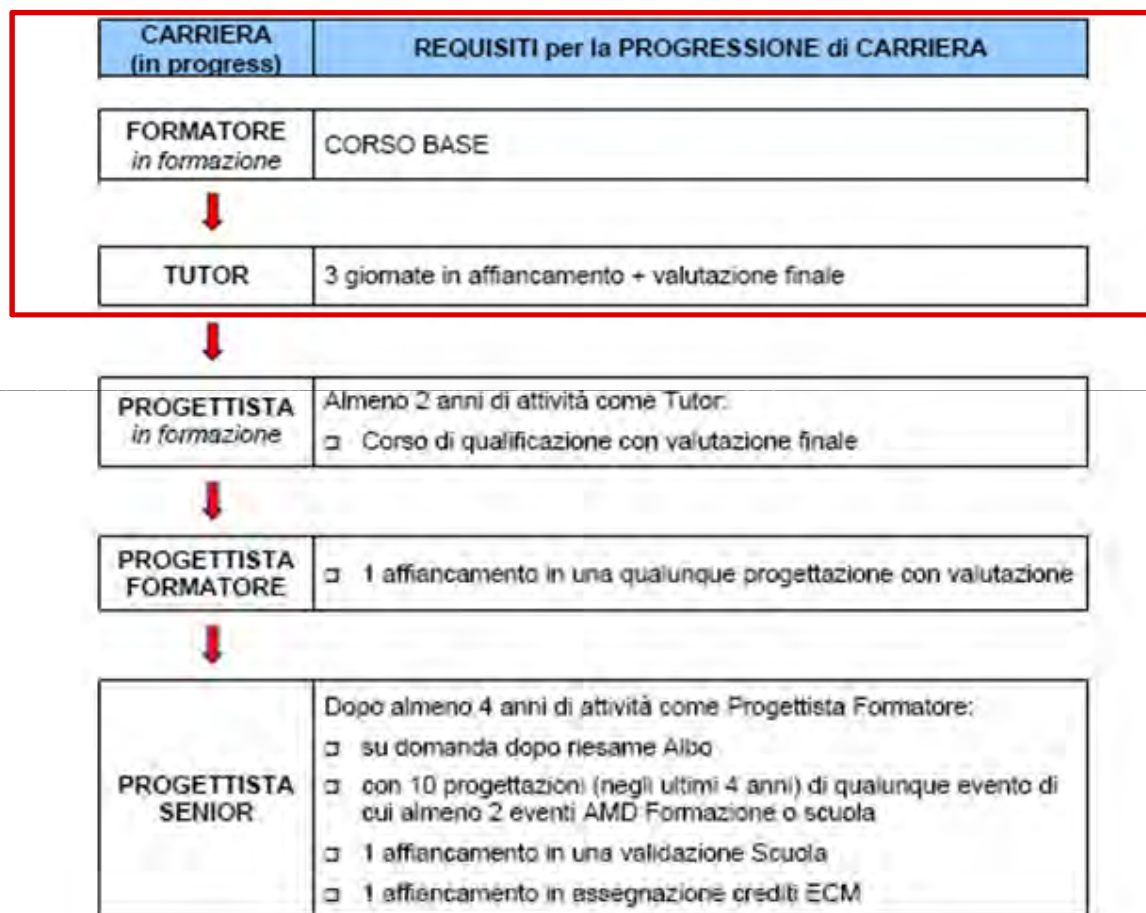 CARRIERA
(in progress)
REQUISITI per la PROGRESSIONE di CARRIERA
FORMATORE
in formazione
CORSO BASE
TUTOR
3 giornate in affiancamento + valutazione finale
PROGETTISTA
in formazione
Almeno 2 anni di attività come Tutor:
□ Corso di qualificazione con valutazione finale
PROGETTISTA
FORMATORE
□ 1 affiancamento in una qualunque progettazione con valutazione
PROGETTISTA
SENIOR
Dopo almeno 4 anni di attività come Progettista Formatore:
□ su domanda dopo riesame Albo
□ con 10 progettazioni (negli ultimi 4 anni) di qualunque evento di
cui almeno 2 eventi AMD Formazione o scuola
□ 1 affiancamento in una validazione Scuola
□ 1 affiancamento in assegnazione crediti ECM